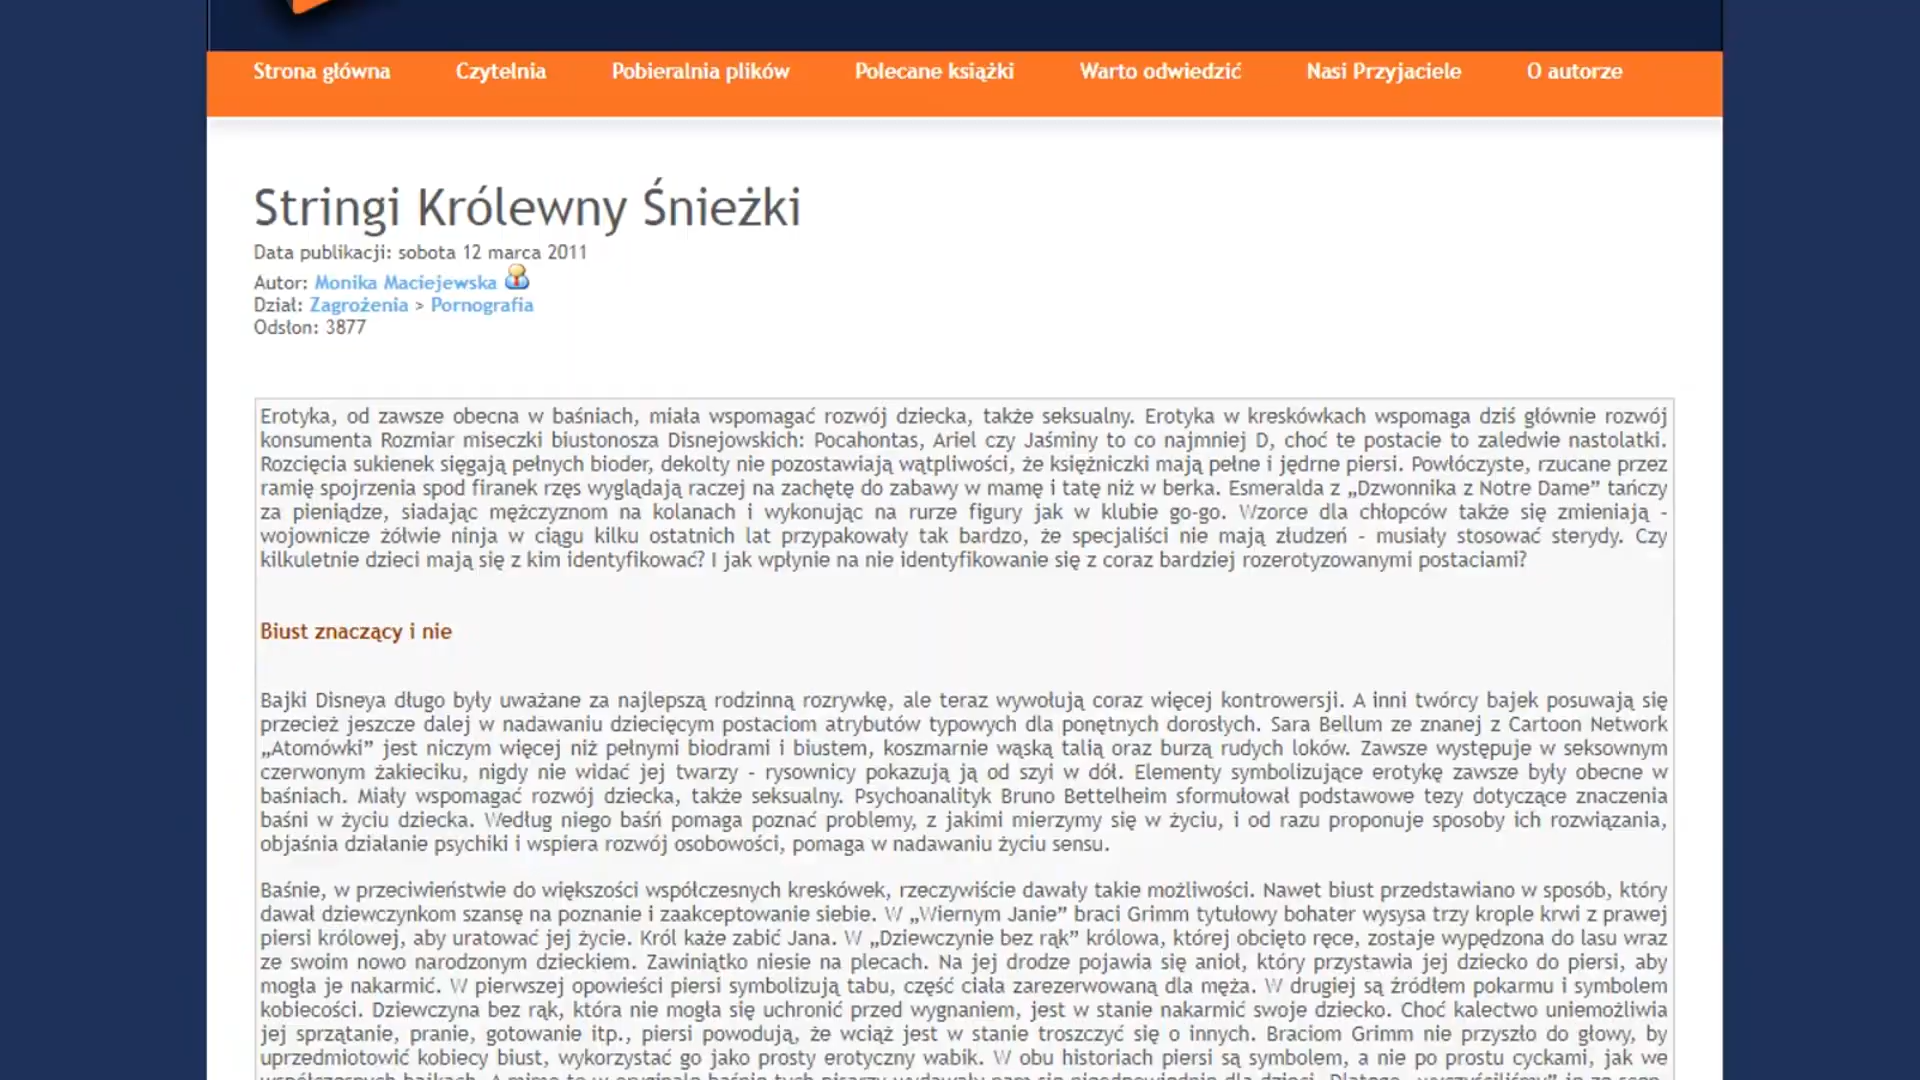 Strona główna Czytelnia Pobieralnia plików Polecane książki Warto odwiedzić Nasi Przyjaciele O autorze
Stringi Królewny Śnieżki
Data publikacji: sobota 12 marca 2011
Autor: Monika Maciejewska
Dział: Zagrożenia > Pornografia
Odsłon: 3877
Erotyka, od zawsze obecna w baśniach, miała wspomagać rozwój dziecka, także seksualny. Erotyka w kreskówkach wspomaga dziś głównie rozwój
konsumenta Rozmiar miseczki biustonosza Disnejowskich: Pocahontas, Ariel czy Jaśminy to co najmniej D, choć te postacie to zaledwie nastolatki.
Rozcięcia sukienek sięgają pełnych bioder, dekolty nie pozostawiają wątpliwości, że księżniczki mają pełne i jędrne piersi. Powłóczyste, rzucane przez
ramię spojrzenia spod firanek rzęs wyglądają raczej na zachętę do zabawy w mamę i tatę niż w berka. Esmeralda z „Dzwonnika z Notre Dame” tańczy
za pieniądze, siadając mężczyznom na kolanach i wykonując na rurze figury jak w klubie go-go. Wzorce dla chłopców także się zmieniają -
wojownicze żółwie ninja w ciągu kilku ostatnich lat przypakowały tak bardzo, że specjaliści nie mają złudzeń - musiały stosować sterydy. Czy
kilkuletnie dzieci mają się z kim identyfikować? I jak wpłynie na nie identyfikowanie się z coraz bardziej rozerotyzowanymi postaciami?
Biust znaczący i nie
Bajki Disneya długo były uważane za najlepszą rodzinną rozrywkę, ale teraz wywołują coraz więcej kontrowersji. A inni twórcy bajek posuwają się
przecież jeszcze dalej w nadawaniu dziecięcym postaciom atrybutów typowych dla ponętnych dorosłych. Sara Bellum ze znanej z Cartoon Network
„Atomówki” jest niczym więcej niż pełnymi biodrami i biustem, koszmarnie wąską talią oraz burzą rudych loków. Zawsze występuje w seksownym
czerwonym żakieciku, nigdy nie widać jej twarzy - rysownicy pokazują ją od szyi w dół. Elementy symbolizujące erotykę zawsze były obecne w
baśniach. Miały wspomagać rozwój dziecka, także seksualny. Psychoanalityk Bruno Bettelheim sformułował podstawowe tezy dotyczące znaczenia
baśni w życiu dziecka. Według niego baśń pomaga poznać problemy, z jakimi mierzymy się w życiu, i od razu proponuje sposoby ich rozwiązania,
objaśnia działanie psychiki i wspiera rozwój osobowości, pomaga w nadawaniu życiu sensu.
Baśnie, w przeciwieństwie do większości współczesnych kreskówek, rzeczywiście dawały takie możliwości. Nawet biust przedstawiano w sposób, który
dawał dziewczynkom szansę na poznanie i zaakceptowanie siebie. W „Wiernym Janie” braci Grimm tytułowy bohater wysysa trzy krople krwi z prawej
piersi królowej, aby uratować jej życie. Król każe zabić Jana. W „Dziewczynie bez rąk” królowa, której obcięto ręce, zostaje wypędzona do lasu wraz
ze swoim nowo narodzonym dzieckiem. Zawiniątko niesie na plecach. Na jej drodze pojawia się anioł, który przystawia jej dziecko do piersi, aby
mogła je nakarmić. W pierwszej opowieści piersi symbolizują tabu, część ciała zarezerwowaną dla męża. W drugiej są źródłem pokarmu i symbolem
kobiecości. Dziewczyna bez rąk, która nie mogła się uchronić przed wygnaniem, jest w stanie nakarmić swoje dziecko. Choć kalectwo uniemożliwia
jej sprzątanie, pranie, gotowanie itp., piersi powodują, że wciąż jest w stanie troszczyć się o innych. Braciom Grimm nie przyszło do głowy, by
uprzedmiotowić kobiecy biust, wykorzystać go jako prosty erotyczny wabik. W obu historiach piersi są symbolem, a nie po prostu cyckami, jak we